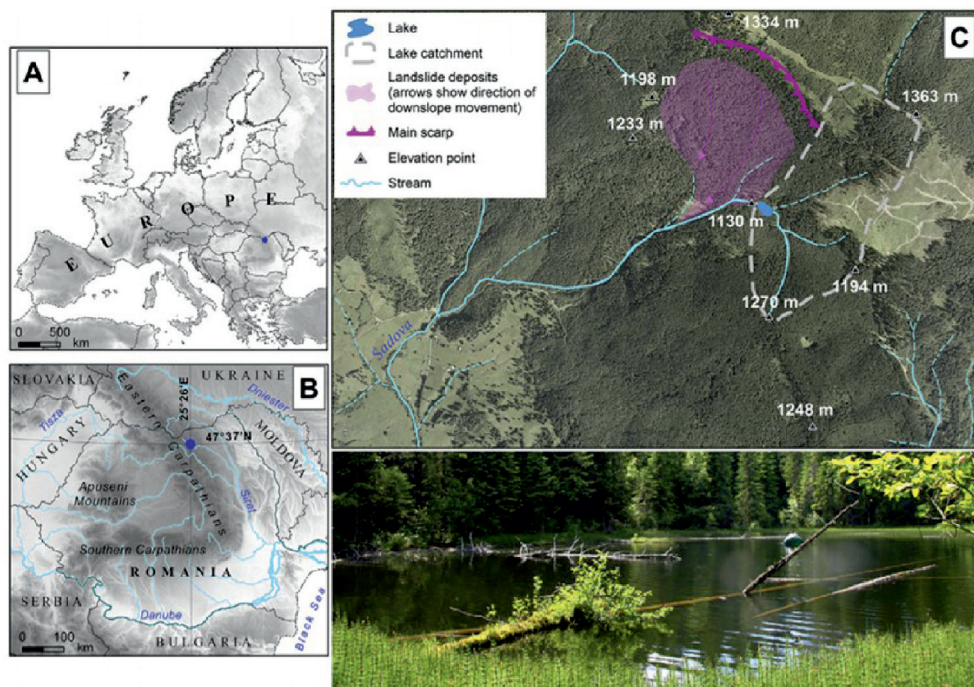 A
E U R O P E
0 500
km
B
SLOVAKIA
UKRAINE
25°26'E
Eastern Carpathians
Dniester
Tisza
47°37'N
HUNGARY
MOLDOVA
Apuseni
Mountains
Siret
Southern Carpathians
ROMANIA
SERBIA
Danube
Black Sea
0 100
km
BULGARIA
C
Lake
Lake catchment
Landslide deposits
(arrows show direction of
downslope movement)
Main scarp
Elevation point
Stream
1334 m
1198 m
1363 m
1233 m
1130 m
1194 m
1270 m
Sadova
1248 m